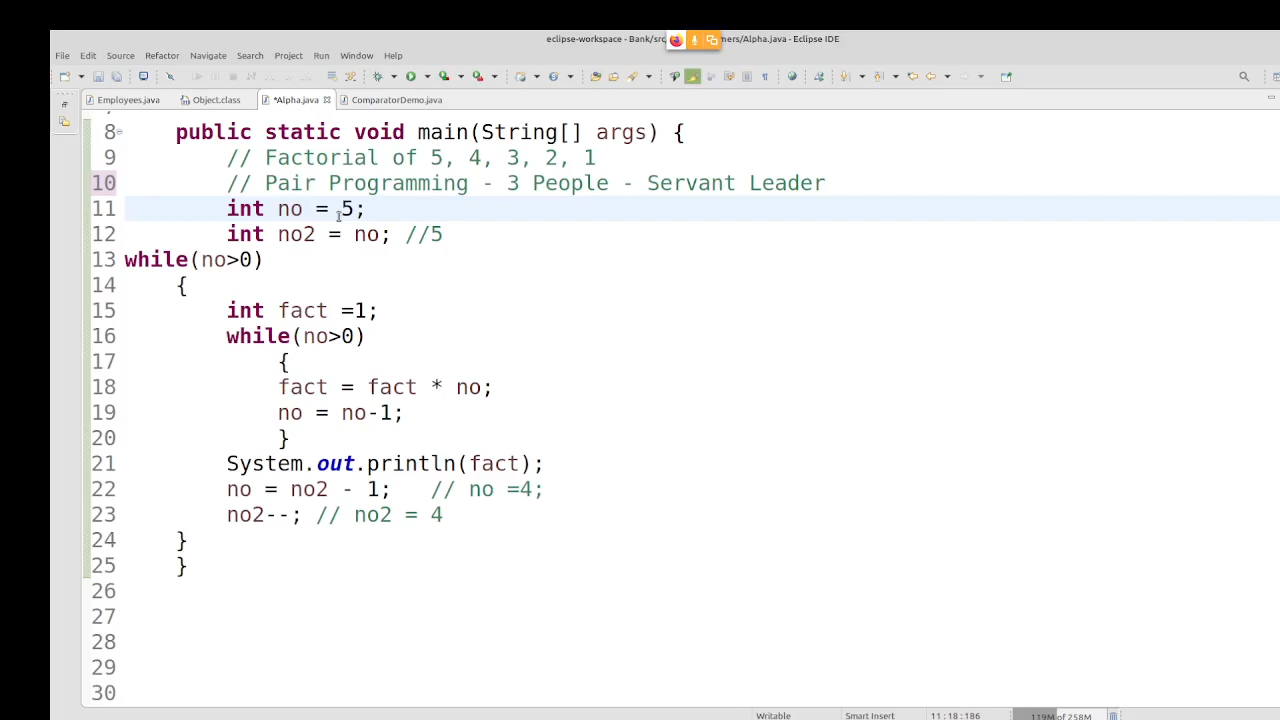 eclipse-workspace - Bank/src mers/Alpha.java - Eclipse IDE
File Edit Source Refactor Navigate Search Project Run Window Help
Employees.java Object.class *Alpha.java ComparatorDemo.java
8 public static void main(String[] args) {
9 // Factorial of 5, 4, 3, 2, 1
10 // Pair Programming - 3 People - Servant Leader
11 int no = 5;
12 int no2 = no; //5
13 while(no>0)
14 {
15 int fact =1;
16 while(no>0)
17 {
18 fact = fact * no;
19 no = no-1;
20 }
21 System.out.println(fact);
22 no = no2 - 1; // no =4;
23 no2--; // no2 = 4
24 }
25 }
26
27
28
29
30
Writable Smart Insert 11 : 18 : 186 119M of 258M